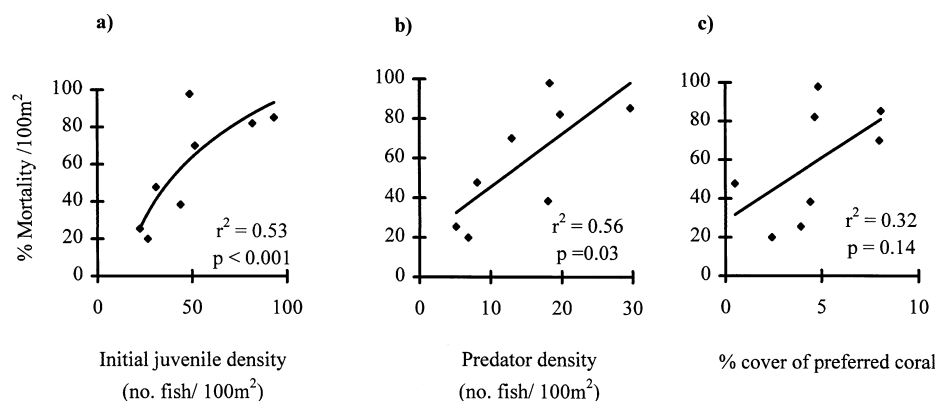 a)
% Mortality /100m²
100
80
60
40
20
0
r² = 0.53
p < 0.001
0 50 100
Initial juvenile density
(no. fish/ 100m²)
b)
100
80
60
40
20
0
r² = 0.56
p =0.03
0 10 20 30
Predator density
(no. fish/ 100m²)
c)
100
80
60
40
20
0
r² = 0.32
p = 0.14
0 5 10
% cover of preferred coral